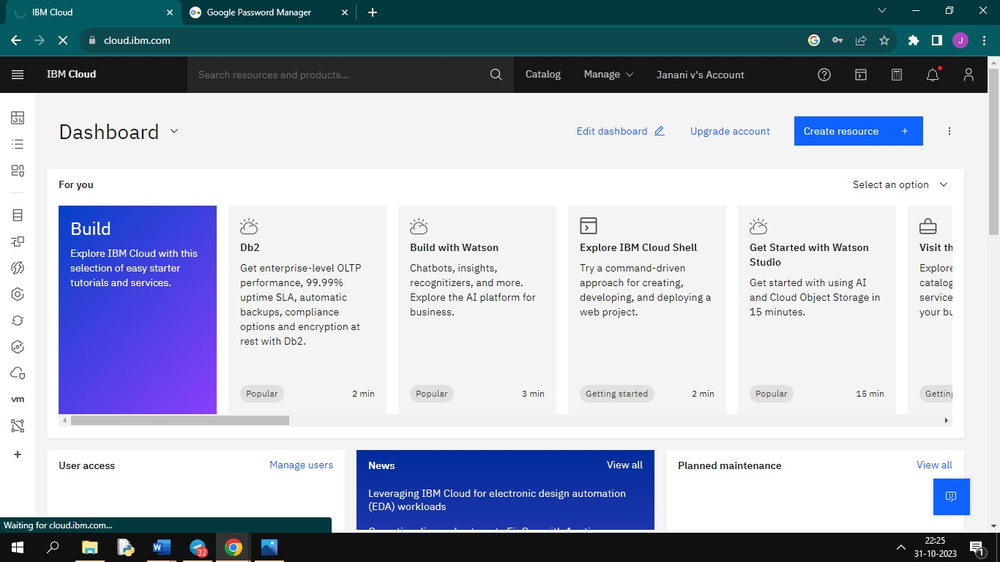 IBM Cloud
Google Password Manager
cloud.ibm.com
G
J
IBM Cloud
Search resources and products...
Catalog
Manage
Janani v's Account
Dashboard
Edit dashboard
Upgrade account
Create resource +
For you
Select an option
Build
Explore IBM Cloud with this
selection of easy starter
tutorials and services.
Db2
Get enterprise-level OLTP
performance, 99.99%
uptime SLA, automatic
backups, compliance
options and encryption at
rest with Db2.
Popular
2 min
Build with Watson
Chatbots, insights,
recognitizers, and more.
Explore the AI platform for
business.
Popular
3 min
Explore IBM Cloud Shell
Try a command-driven
approach for creating,
developing, and deploying a
web project.
Getting started
2 min
Get Started with Watson
Studio
Get started with using AI
and Cloud Object Storage in
15 minutes.
Popular
15 min
Visit th
Explore
catalog
service
your bu
Getting
vm
User access
Manage users
News
View all
Leveraging IBM Cloud for electronic design automation
(EDA) workloads
Planned maintenance
View all
Waiting for cloud.ibm.com...
W
32
22:25
31-10-2023
1